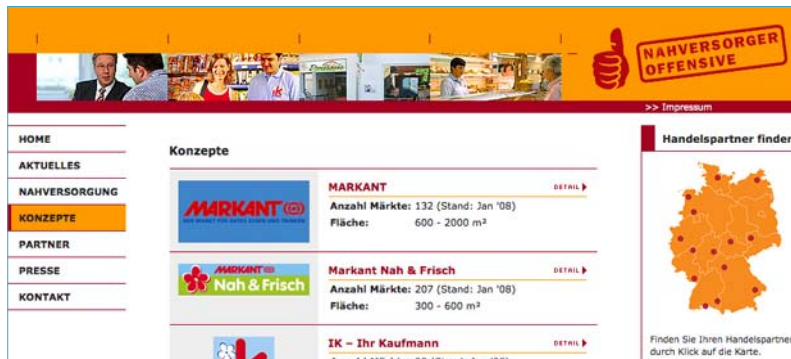 NAHVERSORGER
OFFENSIVE
>> Impressum
HOME
AKTUELLES
NAHVERSORGUNG
KONZEPTE
PARTNER
PRESSE
KONTAKT
Konzepte
MARKANT
MARKANT
DETAIL
Anzahl Märkte: 132 (Stand: Jan '08)
Fläche: 600 - 2000 m²
MARKANT
Nah & Frisch
Markant Nah & Frisch
DETAIL
Anzahl Märkte: 207 (Stand: Jan '08)
Fläche: 300 - 600 m²
IK – Ihr Kaufmann
DETAIL
Handelspartner finden
Finden Sie Ihren Handelspartner
durch Klick auf die Karte.